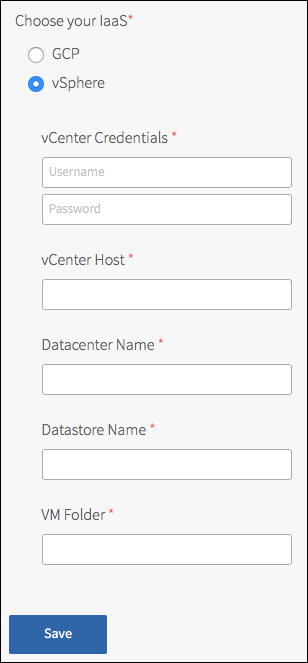 Choose your IaaS*
GCP
vSphere
vCenter Credentials *
Username
Password
vCenter Host *
Datacenter Name *
Datastore Name *
VM Folder *
Save